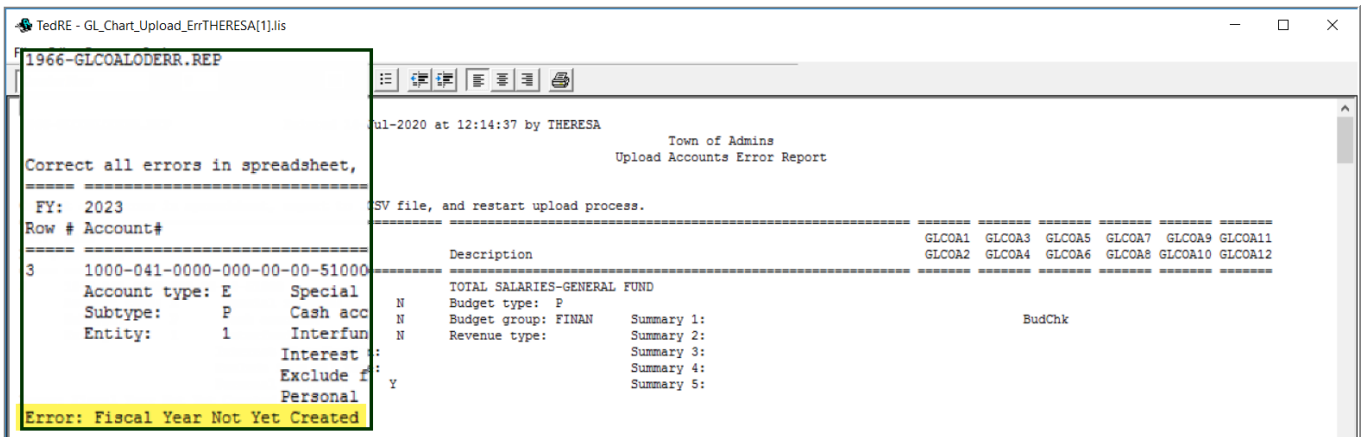 TedRE - GL_Chart_Upload_ErrTHERESA[1].lis
1966-GLCOALODERR.REP
Jul-2020 at 12:14:37 by THERESA
Town of Admins
Upload Accounts Error Report
Correct all errors in spreadsheet,
FY: 2023
CSV file, and restart upload process.
Row # Account#
GLCOA1 GLCOA3 GLCOA5 GLCOA7 GLCOA9 GLCOA11
Description GLCOA2 GLCOA4 GLCOA6 GLCOA8 GLCOA10 GLCOA12
3 1000-041-0000-000-00-00-51000
TOTAL SALARIES-GENERAL FUND
Account type: E Special N Budget type: P
Subtype: P Cash acc N Budget group: FINAN Summary 1: BudChk
Entity: 1 Interfun N Revenue type: Summary 2:
Interest : Summary 3:
Exclude f : Summary 4:
Personal Y Summary 5:
Error: Fiscal Year Not Yet Created